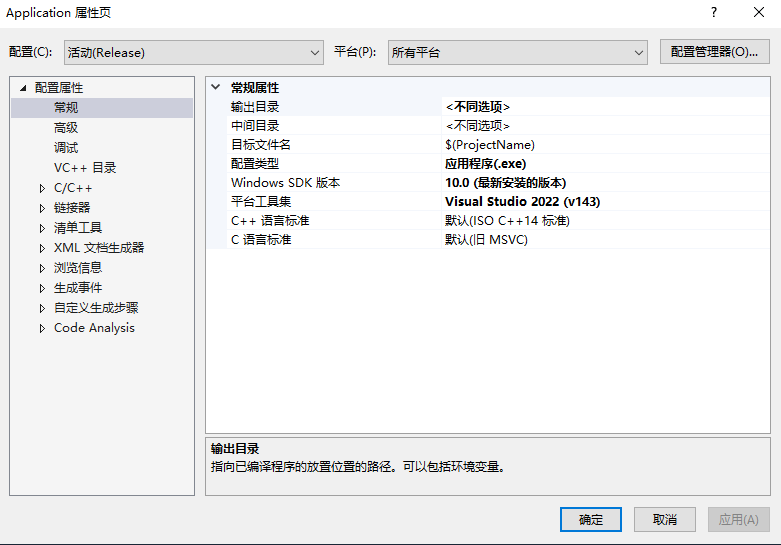 Application 属性页
配置(C): 活动(Release) 平台(P): 所有平台 配置管理器(O)...
配置属性
常规
高级
调试
VC++ 目录
C/C++
链接器
清单工具
XML 文档生成器
浏览信息
生成事件
自定义生成步骤
Code Analysis
常规属性
输出目录 <不同选项>
中间目录 <不同选项>
目标文件名 $(ProjectName)
配置类型 应用程序(.exe)
Windows SDK 版本 10.0 (最新安装的版本)
平台工具集 Visual Studio 2022 (v143)
C++ 语言标准 默认(ISO C++14 标准)
C 语言标准 默认(旧 MSVC)
输出目录
指向已编译程序的放置位置的路径。可以包括环境变量。
确定 取消 应用(A)